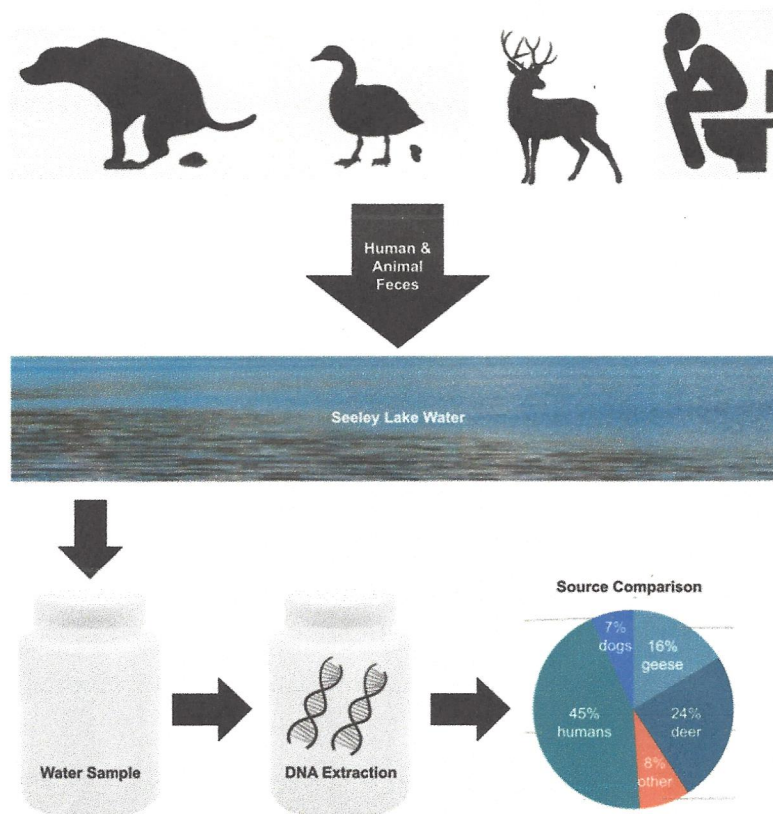 Human &
Animal
Feces
Seeley Lake Water
Source Comparison
7%
dogs
16%
geese
45%
humans
24%
deer
8%
other
Water Sample
DNA Extraction